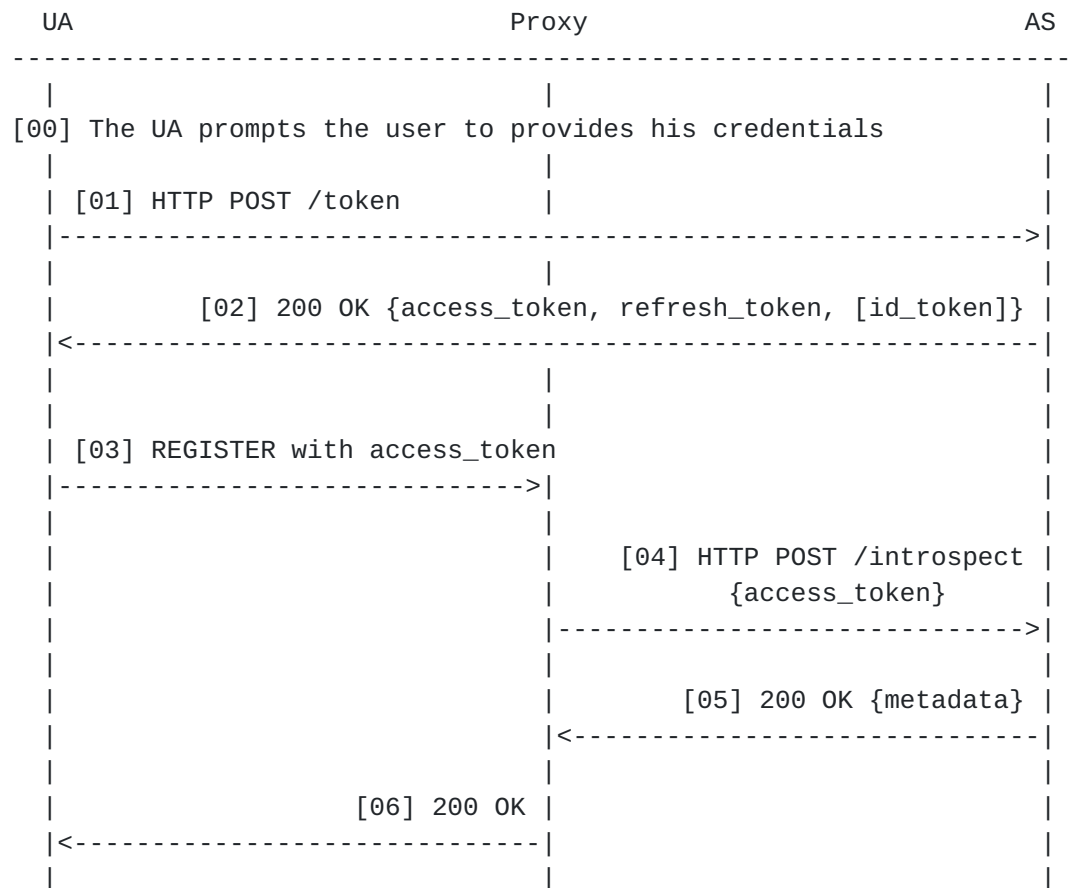 UA Proxy AS
[00] The UA prompts the user to provides his credentials
[01] HTTP POST /token
[02] 200 OK {access_token, refresh_token, [id_token]}
[03] REGISTER with access_token
[04] HTTP POST /introspect
{access_token}
[05] 200 OK {metadata}
[06] 200 OK